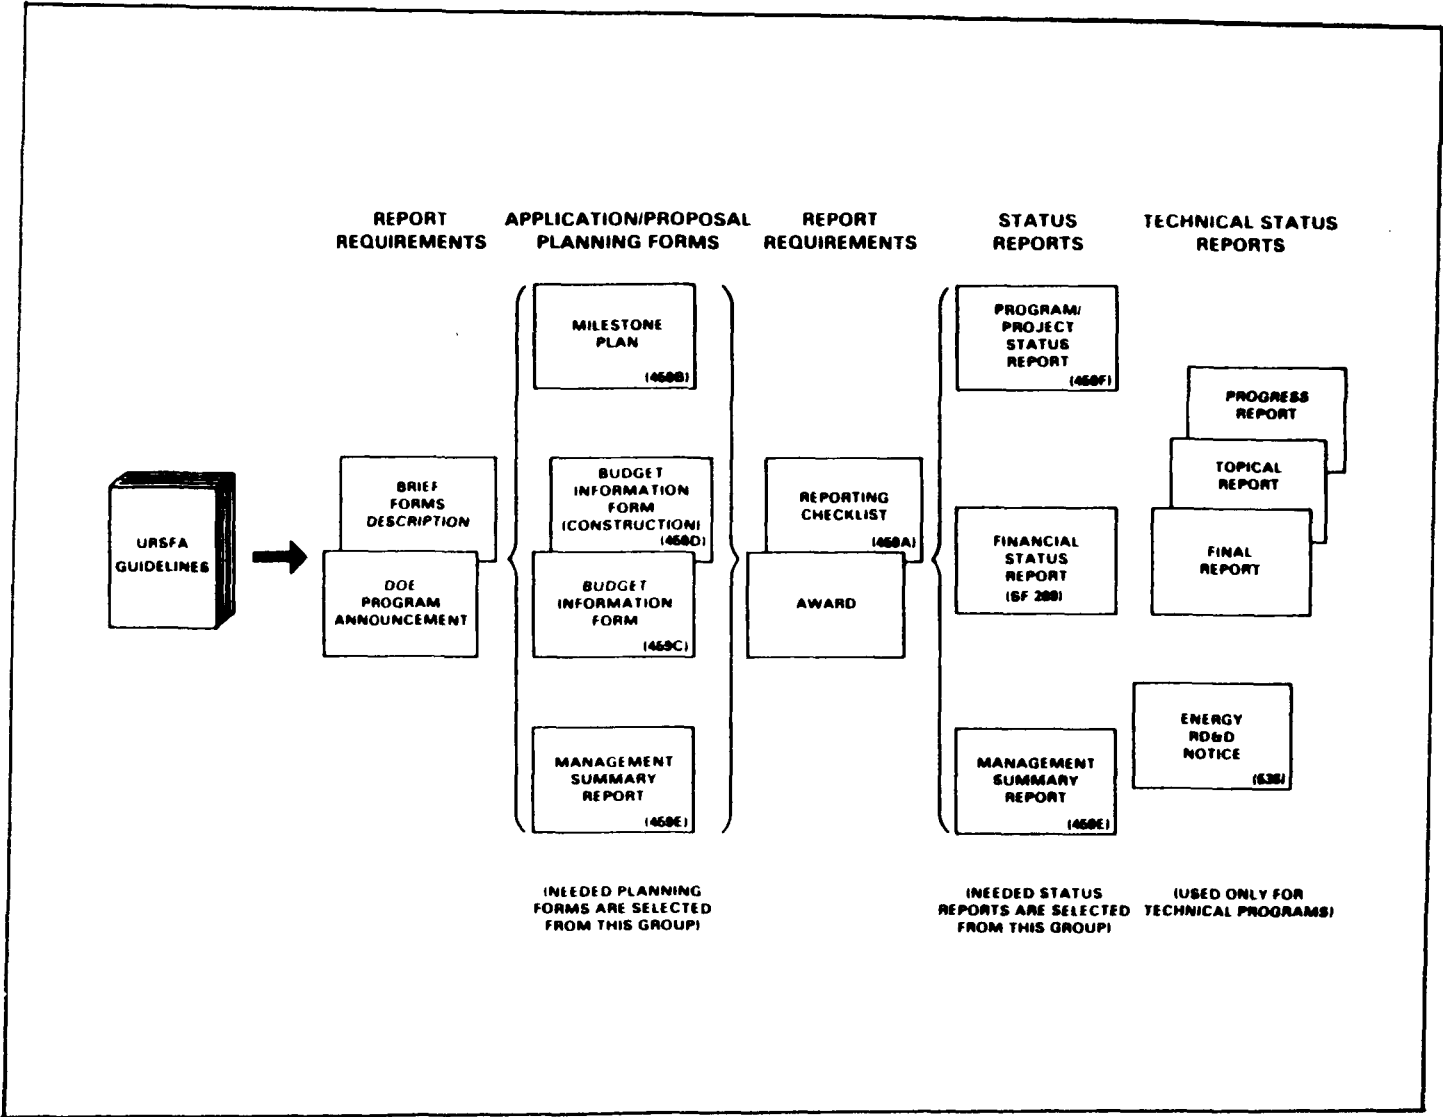 REPORT
REQUIREMENTS
APPLICATION/PROPOSAL
PLANNING FORMS
REPORT
REQUIREMENTS
STATUS
REPORTS
TECHNICAL STATUS
REPORTS
URSFA
GUIDELINES
BRIEF
FORMS
DESCRIPTION
DOE
PROGRAM
ANNOUNCEMENT
MILESTONE
PLAN
(459B)
BUDGET
INFORMATION
FORM
(CONSTRUCTION)
(459D)
BUDGET
INFORMATION
FORM
(459C)
MANAGEMENT
SUMMARY
REPORT
(459E)
(NEEDED PLANNING
FORMS ARE SELECTED
FROM THIS GROUP)
REPORTING
CHECKLIST
(459A)
AWARD
PROGRAM/
PROJECT
STATUS
REPORT
(459F)
FINANCIAL
STATUS
REPORT
(SF 269)
MANAGEMENT
SUMMARY
REPORT
(459E)
(NEEDED STATUS
REPORTS ARE SELECTED
FROM THIS GROUP)
PROGRESS
REPORT
TOPICAL
REPORT
FINAL
REPORT
ENERGY
RD&D
NOTICE
(538)
(USED ONLY FOR
TECHNICAL PROGRAMS)